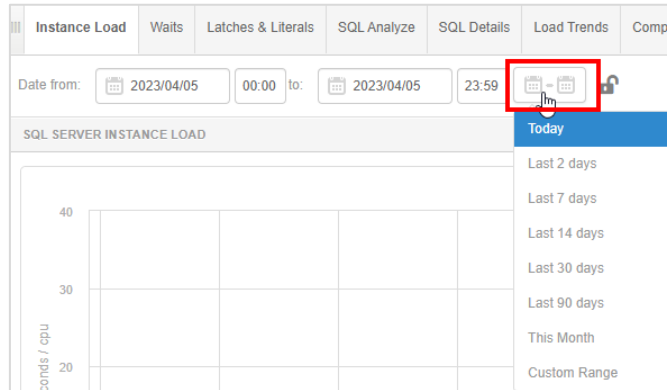 Instance Load Waits Latches & Literals SQL Analyze SQL Details Load Trends Comp
Date from: 2023/04/05 00:00 to: 2023/04/05 23:59 -
SQL SERVER INSTANCE LOAD
Today
Last 2 days
Last 7 days
Last 14 days
Last 30 days
Last 90 days
This Month
Custom Range
40
30
20
conds / cpu